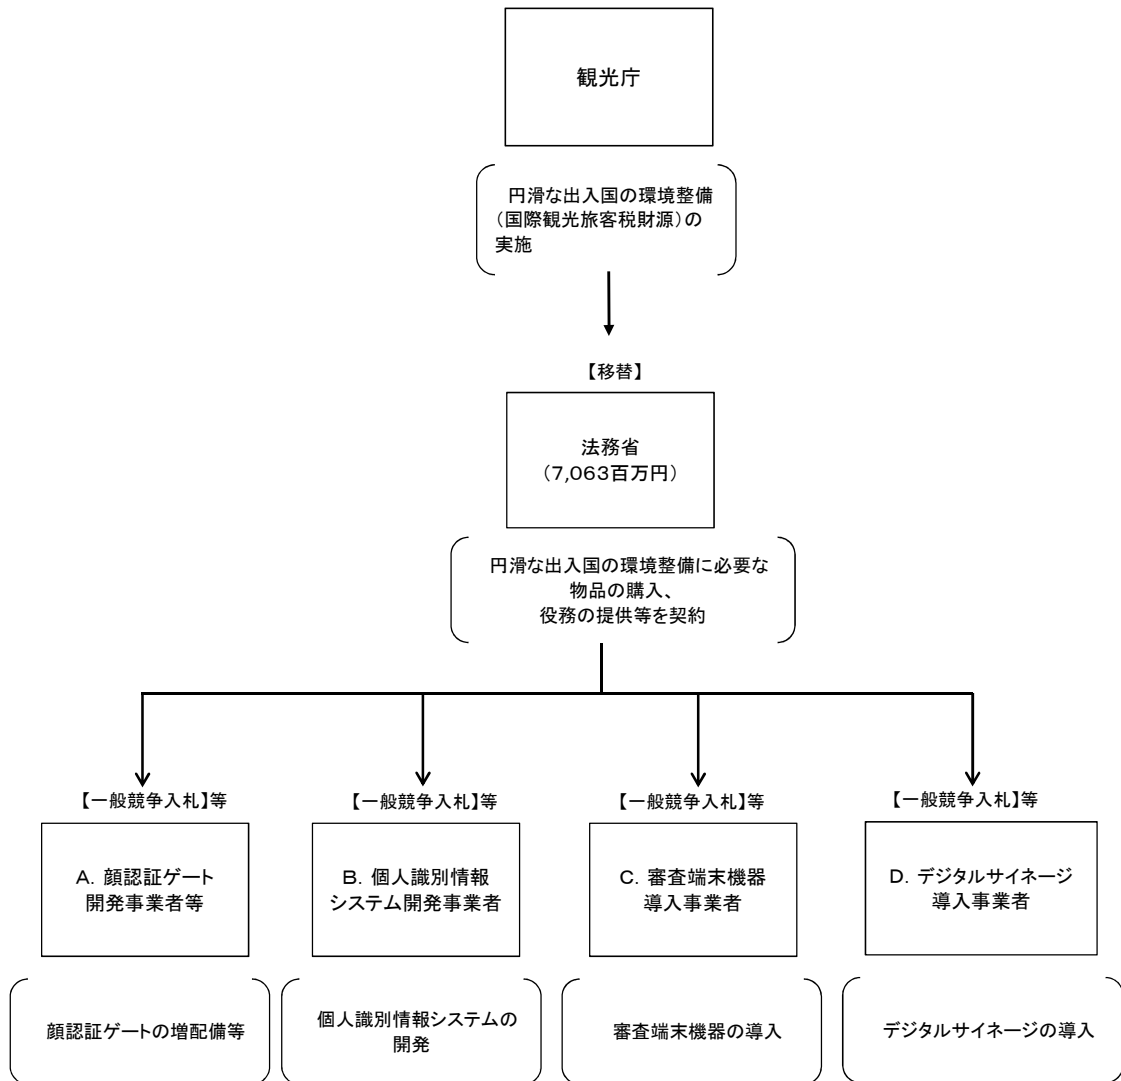 観光庁
円滑な出入国の環境整備
（国際観光旅客税財源）の
実施
【移替】
法務省
（7,063百万円）
円滑な出入国の環境整備に必要な
物品の購入、
役務の提供等を契約
【一般競争入札】等
【一般競争入札】等
【一般競争入札】等
【一般競争入札】等
A．顔認証ゲート
開発事業者等
B．個人識別情報
システム開発事業者
C．審査端末機器
導入事業者
D．デジタルサイネージ
導入事業者
顔認証ゲートの増配備等
個人識別情報システムの
開発
審査端末機器の導入
デジタルサイネージの導入